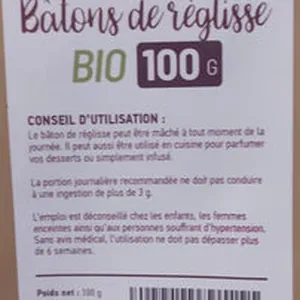 Bâtons de réglisse
BIO 100 G
CONSEIL D'UTILISATION :
Le bâton de réglisse peut être mâché à tout moment de la
journée. Il peut aussi être utilisé en cuisine pour parfumer
vos desserts ou simplement infusé.
La portion journalière recommandée ne doit pas conduire
à une ingestion de plus de 3 g.
L'emploi est déconseillé chez les enfants, les femmes
enceintes ainsi qu'aux personnes souffrant d'hypertension.
Sans avis médical, l'utilisation ne doit pas dépasser plus
de 6 semaines.
Poids net : 100 g